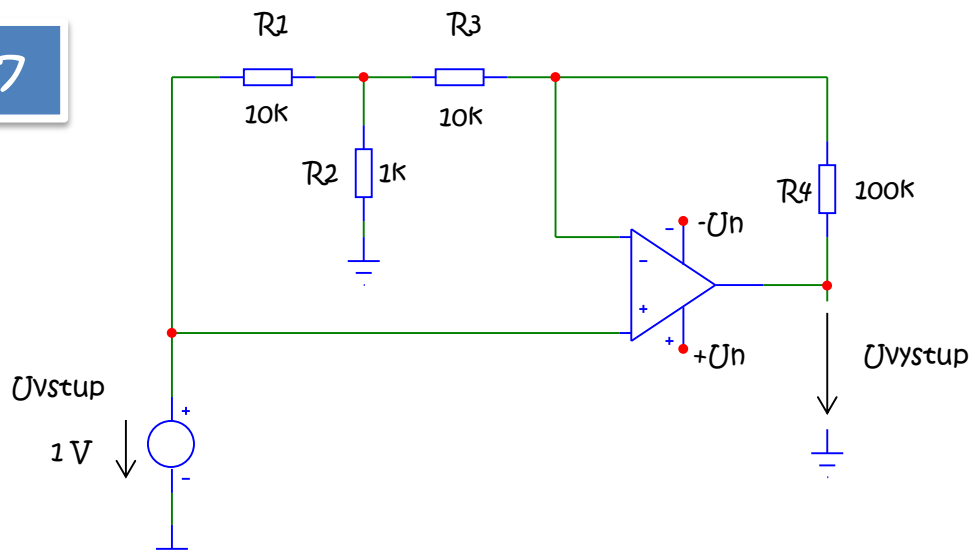 7
R1
R3
10k
10k
R2
1k
R4
100k
-Un
-
-
+
+
+Un
Uvystup
Uvstup
+
1 V
-